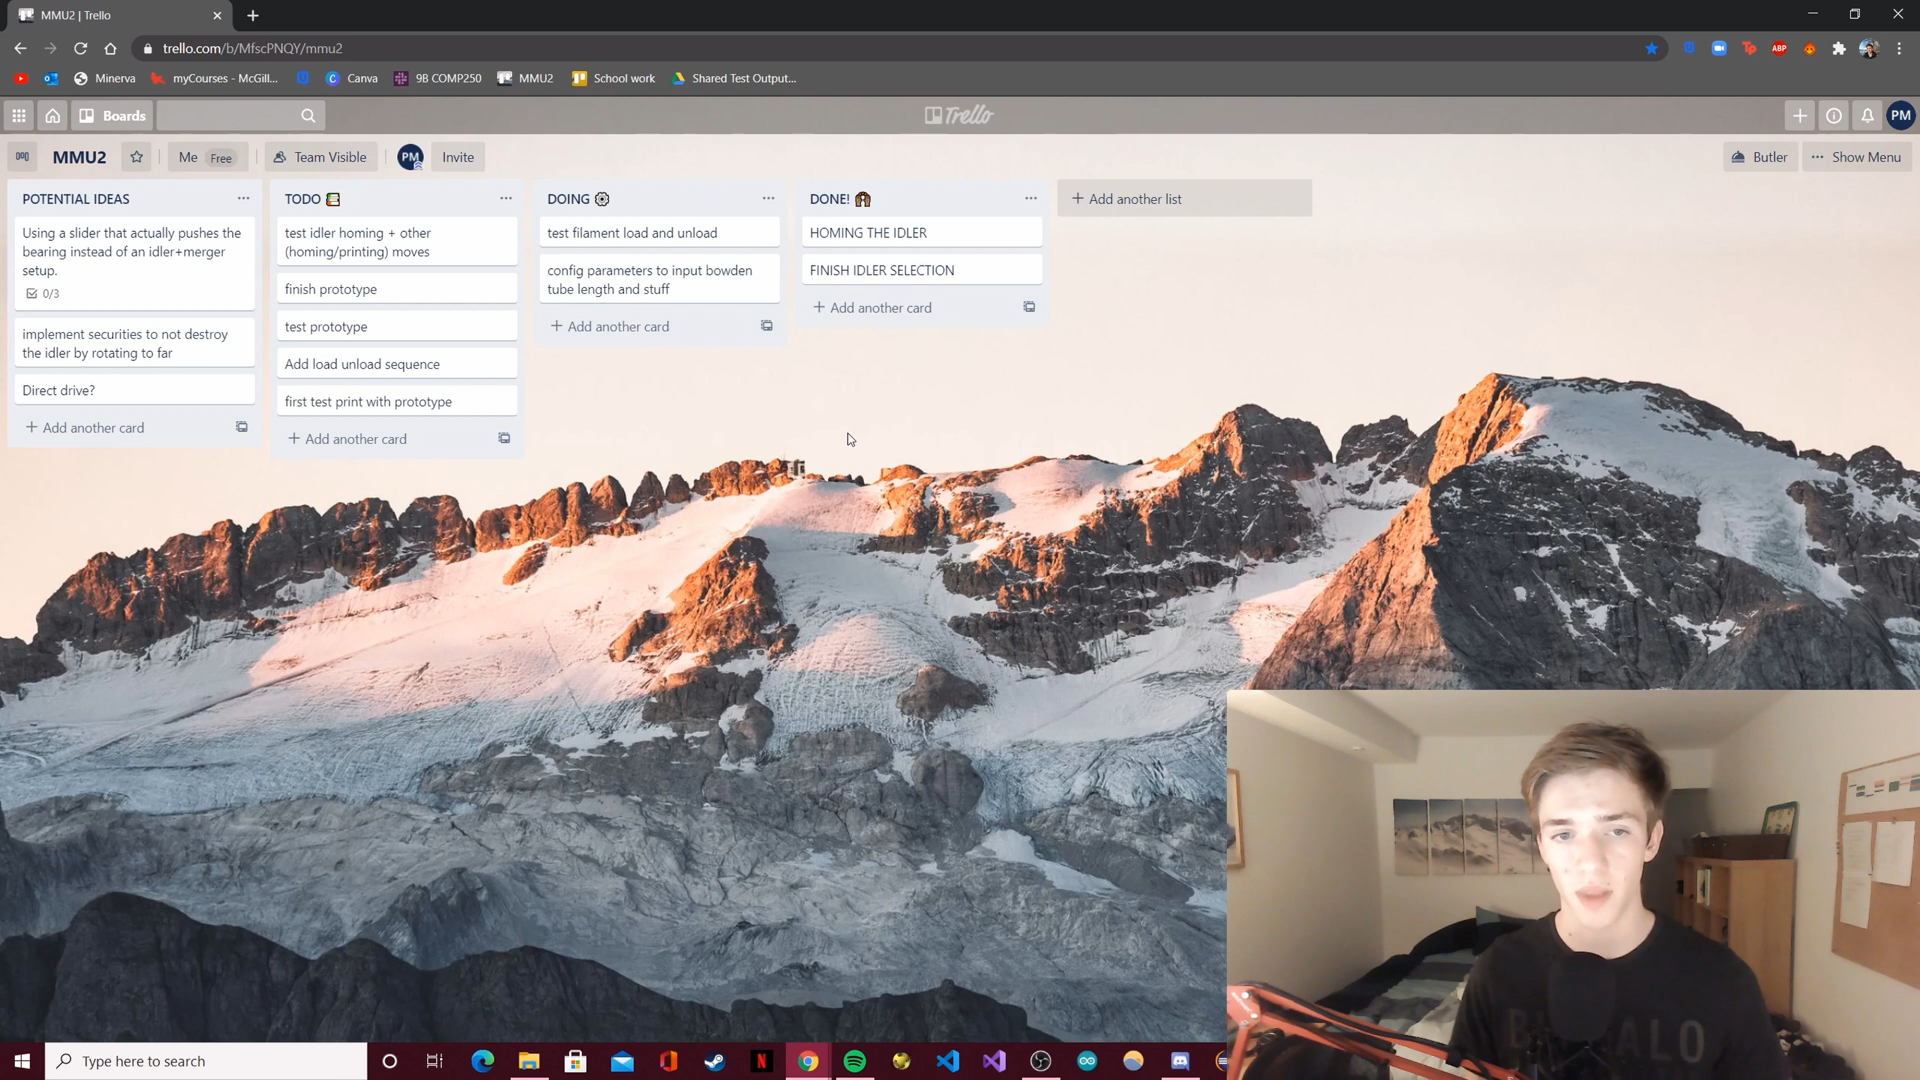 MMU2 | Trello
trello.com/b/MfscPNQY/mmu2
ABP
Minerva
myCourses - McGill...
Canva
9B COMP250
MMU2
School work
Shared Test Output...
Boards
Trello
PM
MMU2
Me Free
Team Visible
PM
Invite
Butler
Show Menu
POTENTIAL IDEAS
Using a slider that actually pushes the
bearing instead of an idler+merger
setup.
0/3
implement securities to not destroy
the idler by rotating to far
Direct drive?
+ Add another card
TODO
test idler homing + other
(homing/printing) moves
finish prototype
test prototype
Add load unload sequence
first test print with prototype
+ Add another card
DOING
test filament load and unload
config parameters to input bowden
tube length and stuff
+ Add another card
DONE!
HOMING THE IDLER
FINISH IDLER SELECTION
+ Add another card
+ Add another list
Type here to search